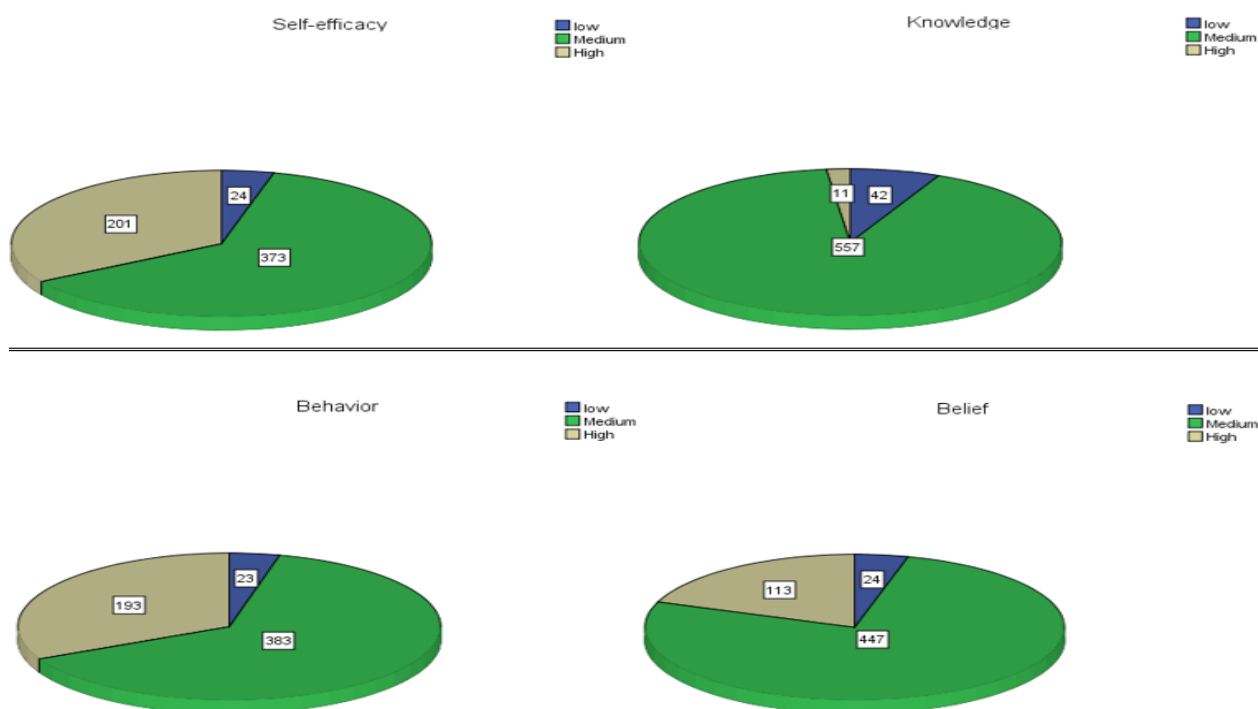 Self-efficacy
low
Medium
High
24
201
373
Knowledge
low
Medium
High
11
42
557
Behavior
low
Medium
High
23
193
383
Belief
low
Medium
High
24
113
447